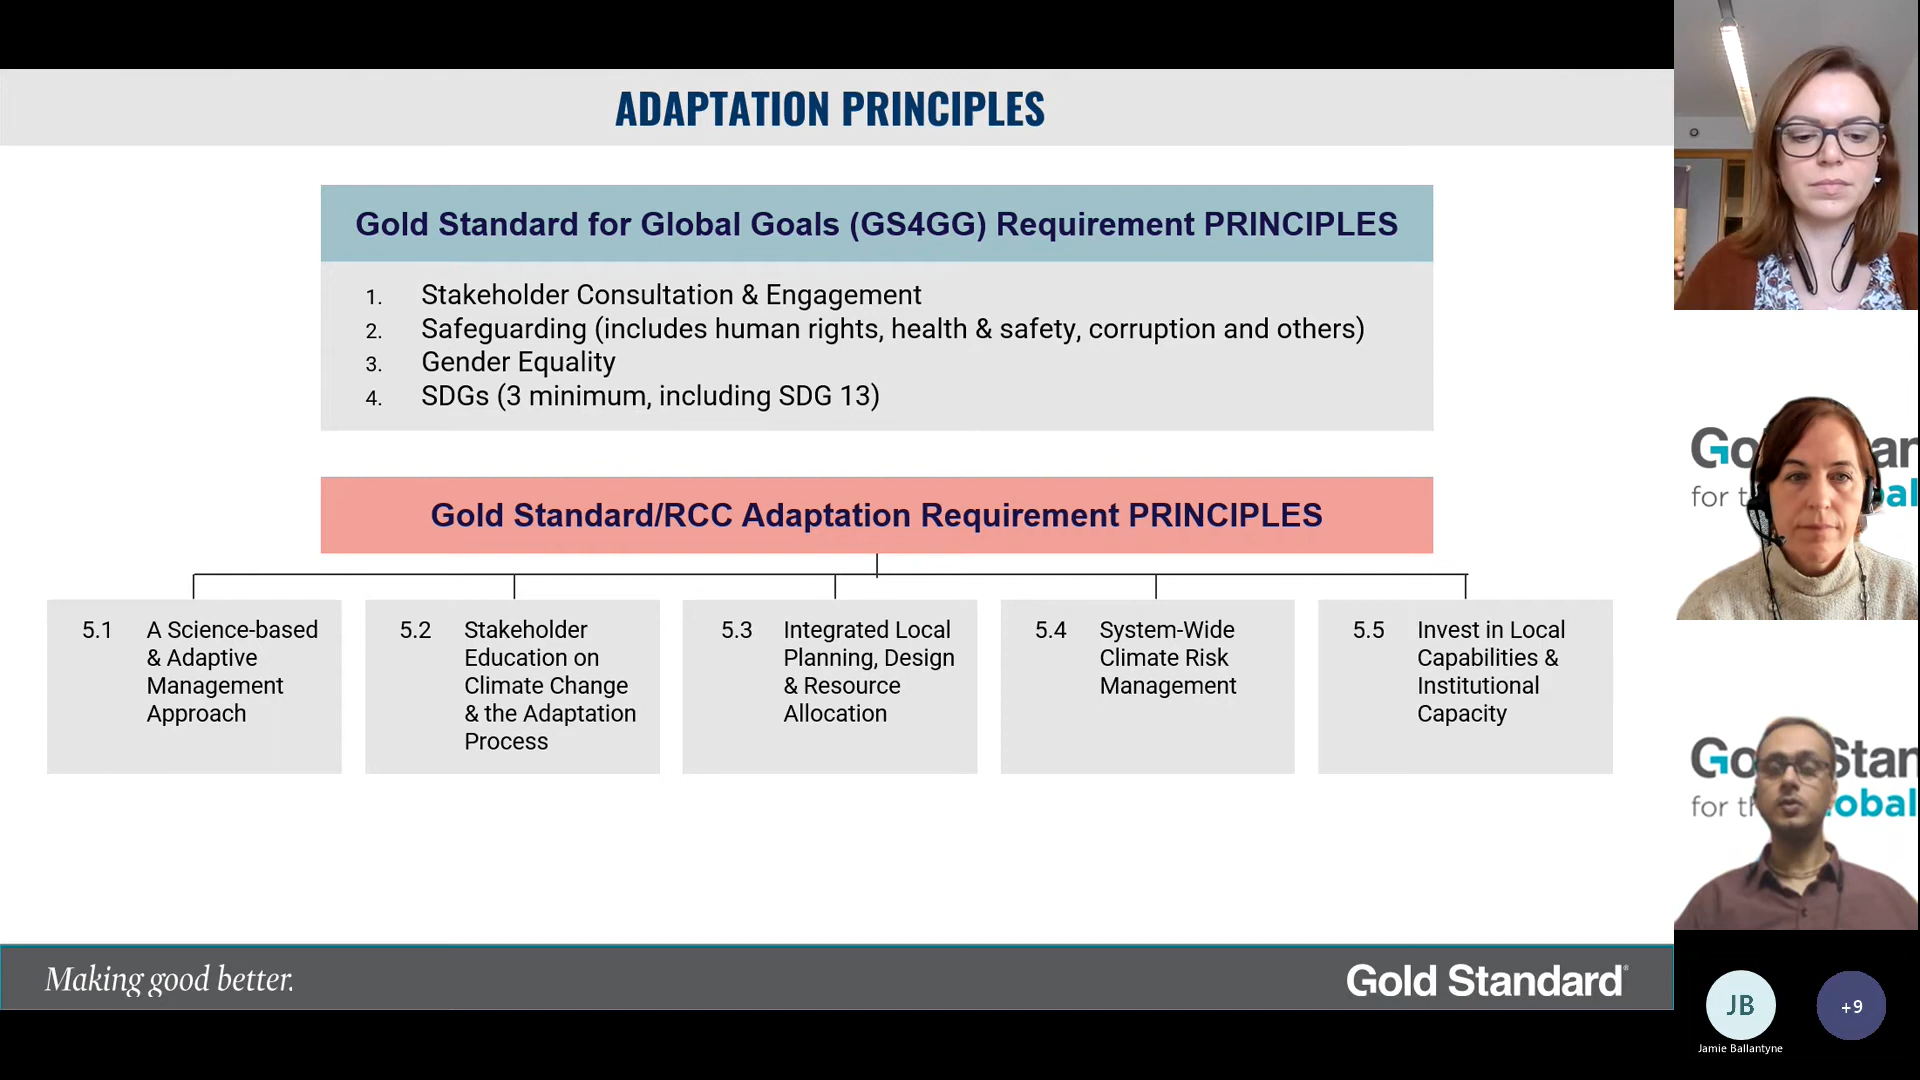 ADAPTATION PRINCIPLES
Gold Standard for Global Goals (GS4GG) Requirement PRINCIPLES
1. Stakeholder Consultation & Engagement
2. Safeguarding (includes human rights, health & safety, corruption and others)
3. Gender Equality
4. SDGs (3 minimum, including SDG 13)
Gold Standard/RCC Adaptation Requirement PRINCIPLES
5.1 A Science-based
& Adaptive
Management
Approach
5.2 Stakeholder
Education on
Climate Change
& the Adaptation
Process
5.3 Integrated Local
Planning, Design
& Resource
Allocation
5.4 System-Wide
Climate Risk
Management
5.5 Invest in Local
Capabilities &
Institutional
Capacity
Making good better.
Gold Standard
JB
+9
Jamie Ballantyne